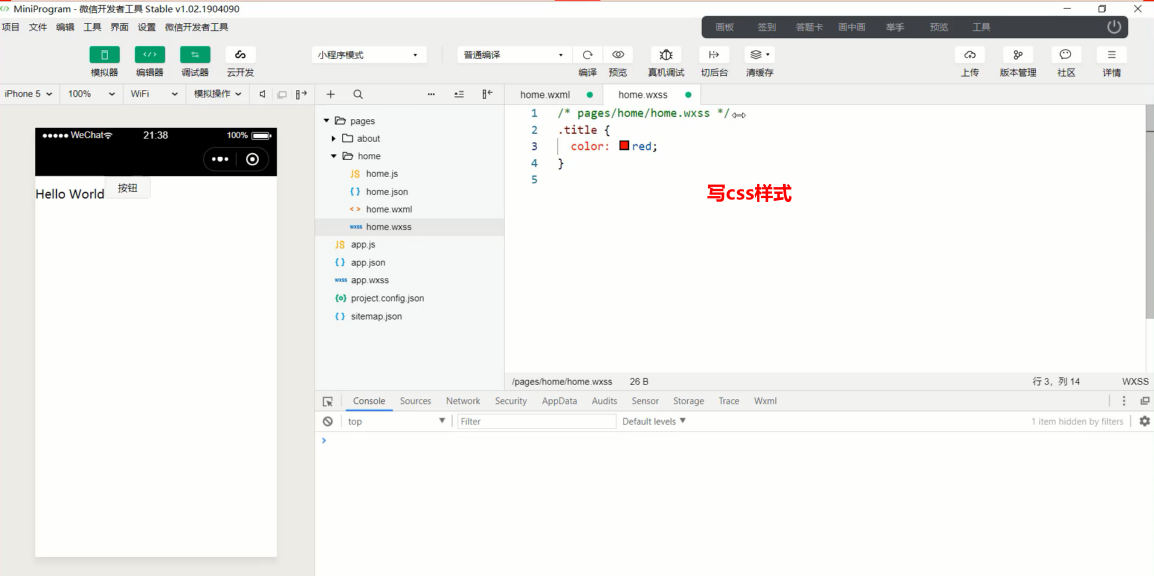 MiniProgram - 微信开发者工具 Stable v1.02.1904090
项目 文件 编辑 工具 界面 设置 微信开发者工具
画板 签到 答题卡 画中画 举手 预览 工具
模拟器 编辑器 调试器 云开发
小程序模式 普通编译
编译 预览 真机调试 切后台 清缓存
上传 版本管理 社区 详情
iPhone 5 100% WiFi 模拟操作
WeChat 21:38 100%
Hello World 按钮
pages
about
home
JS home.js
{ } home.json
< > home.wxml
wxss home.wxss
JS app.js
{ } app.json
wxss app.wxss
{o} project.config.json
{ } sitemap.json
home.wxml home.wxss
1 /* pages/home/home.wxss */
2 .title {
3 color: red;
4 }
5
写css样式
/pages/home/home.wxss 26 B 行 3，列 14 WXSS
Console Sources Network Security AppData Audits Sensor Storage Trace Wxml
top Filter Default levels 1 item hidden by filters